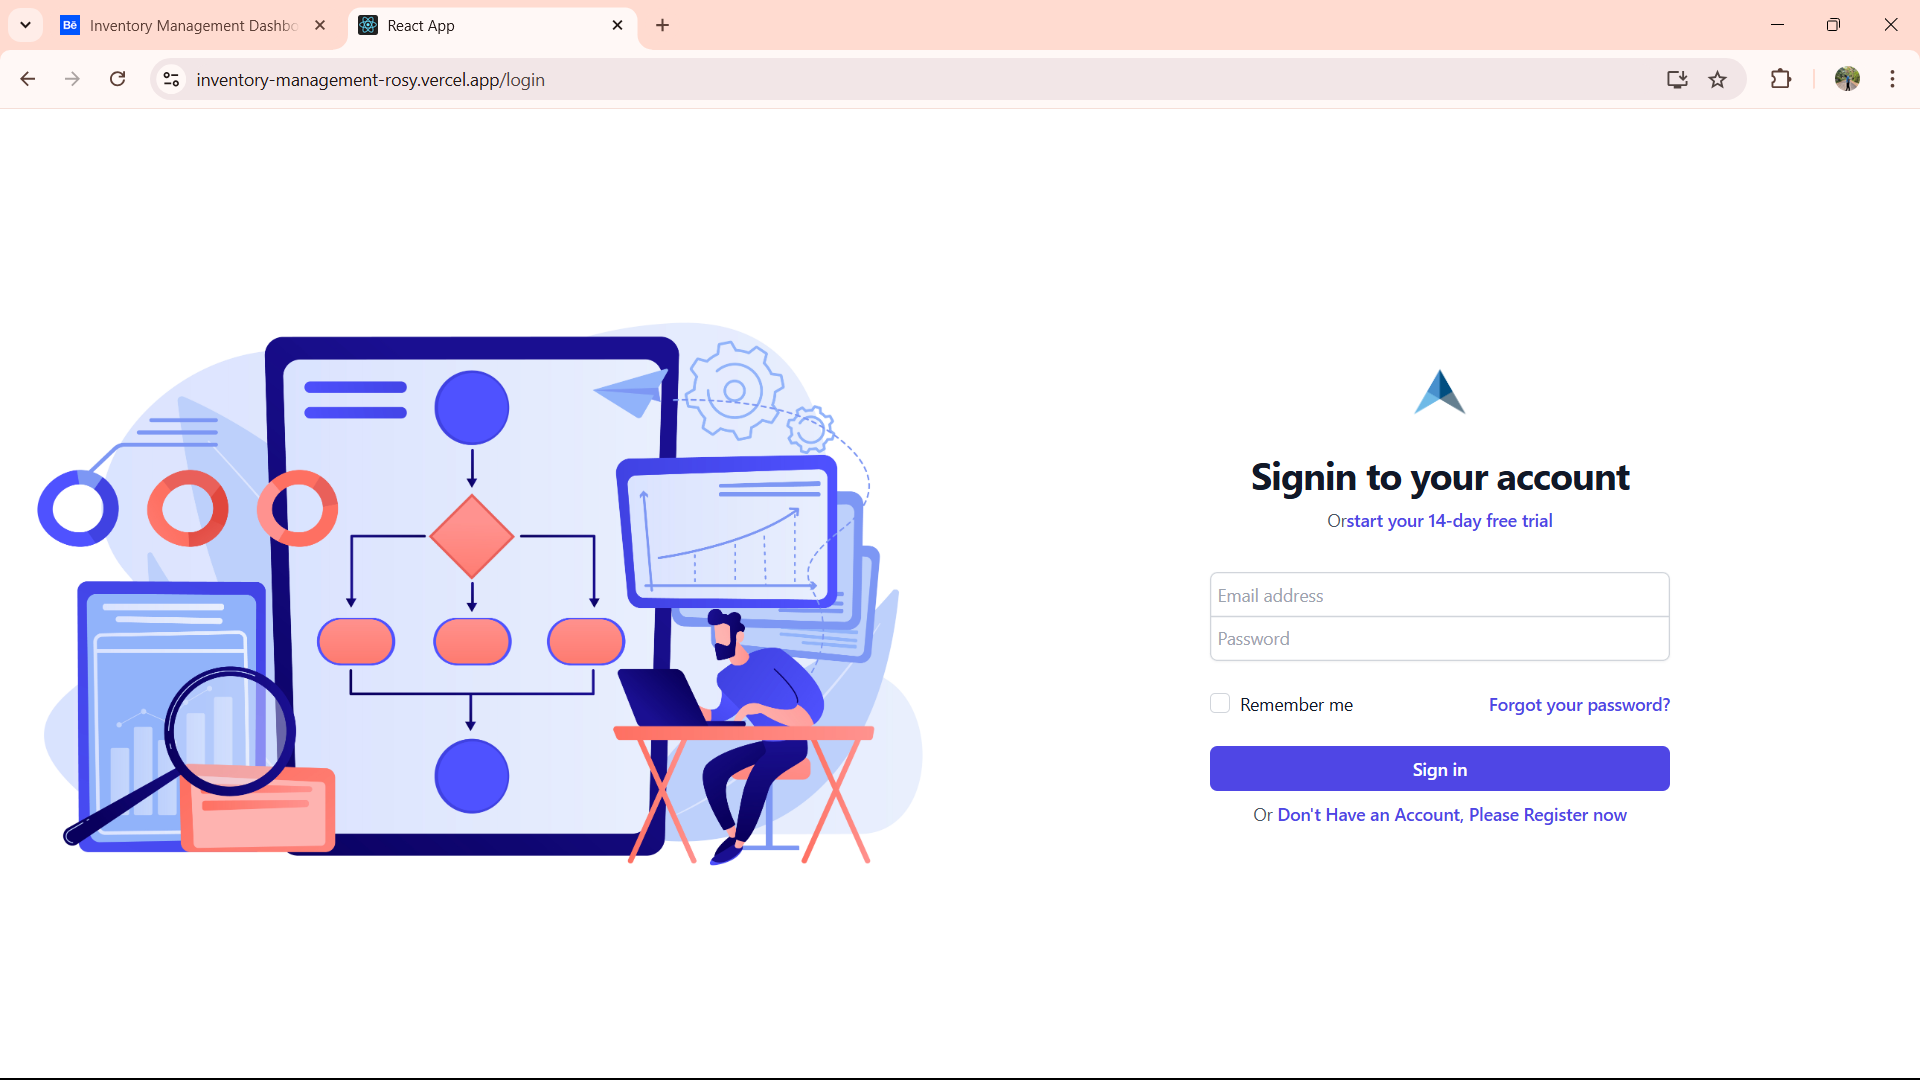 Bē Inventory Management Dashbo
React App
inventory-management-rosy.vercel.app/login
Signin to your account
Orstart your 14-day free trial
Email address
Password
Remember me
Forgot your password?
Sign in
Or Don't Have an Account, Please Register now